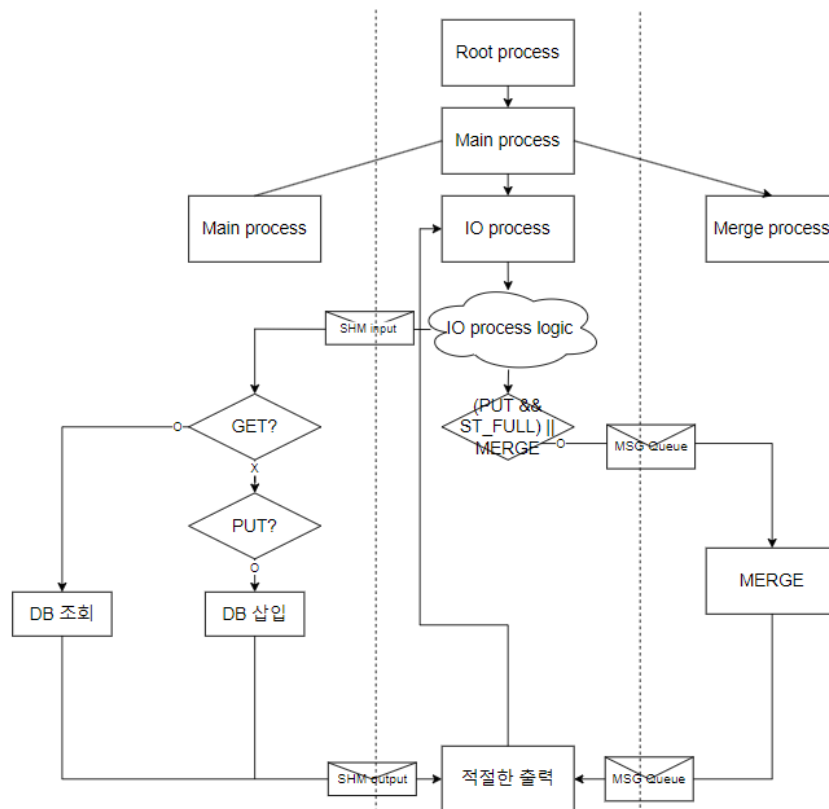 Root process
Main process
Main process
IO process
Merge process
SHM input
IO process logic
GET?
(PUT &&
ST_FULL) ||
MERGE
O
O
MSG Queue
X
PUT?
O
MERGE
DB 조회
DB 삽입
SHM output
적절한 출력
MSG Queue